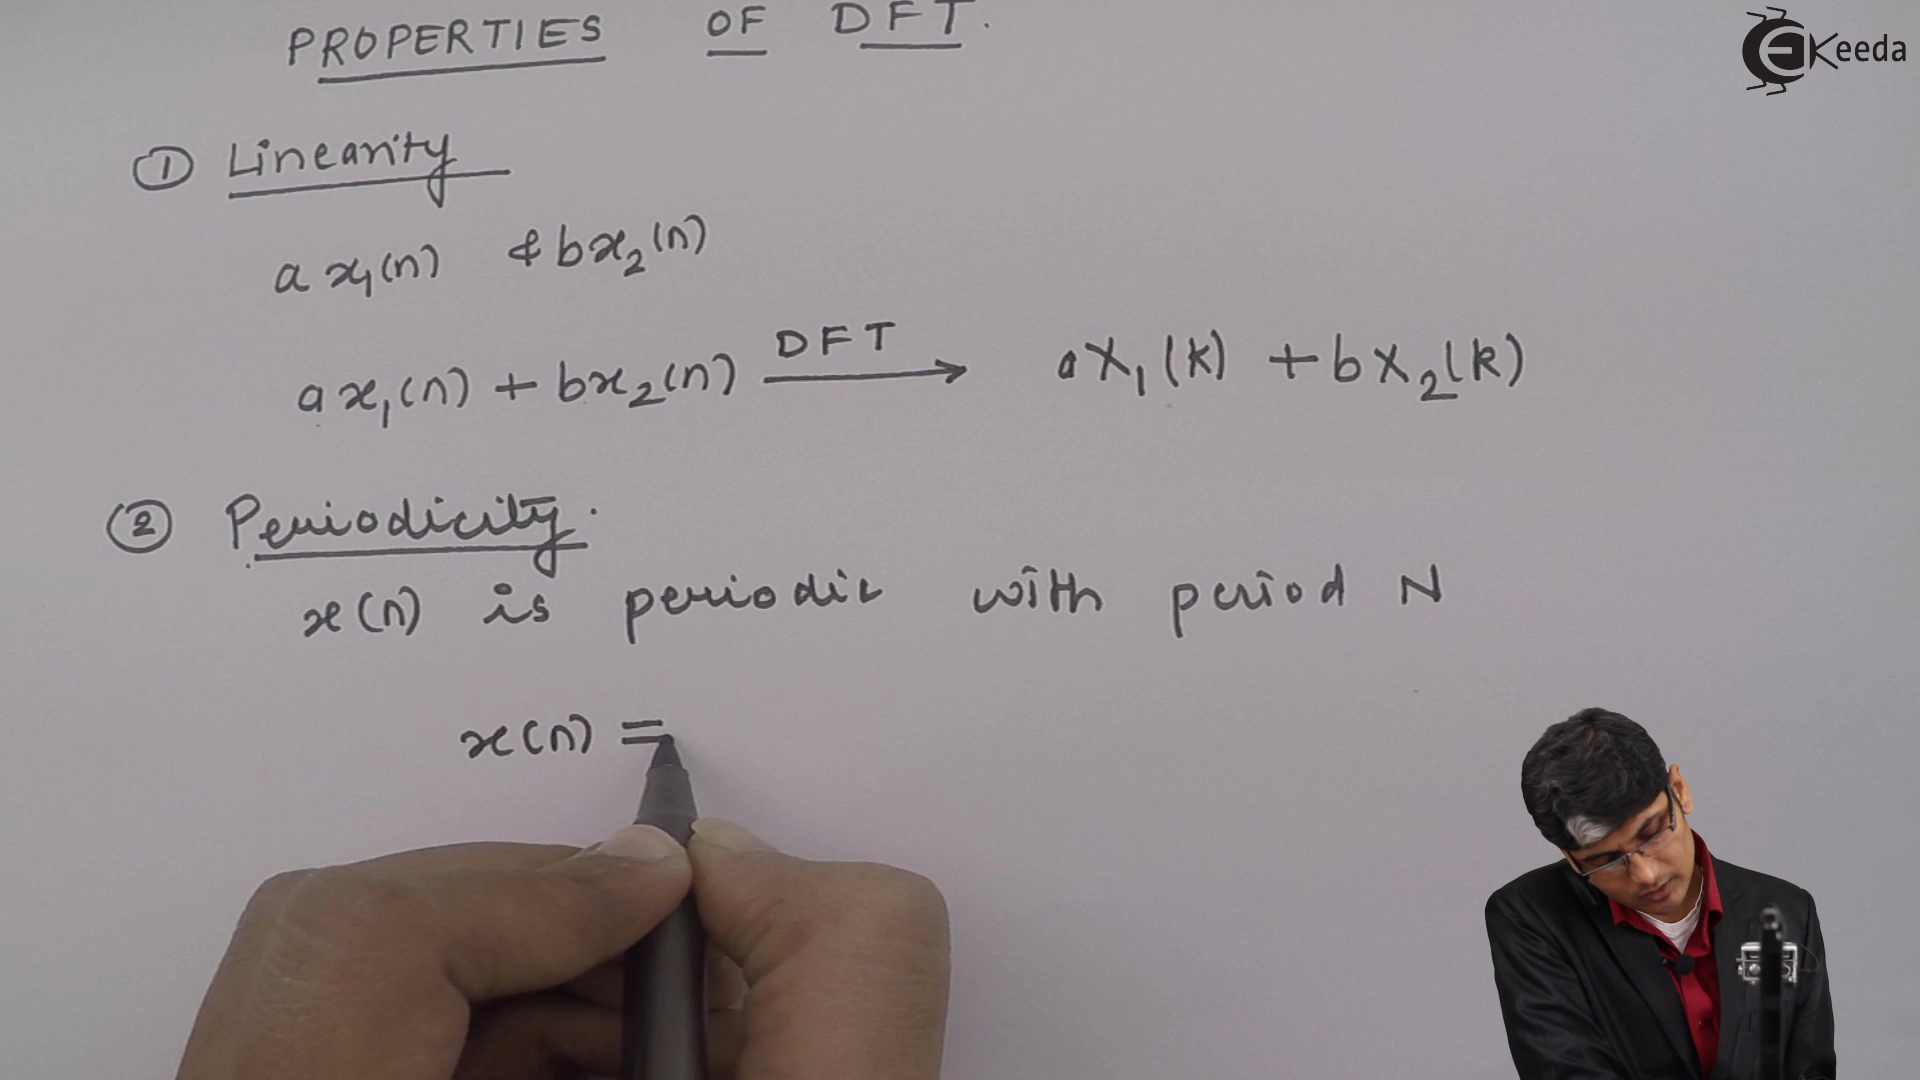 PROPERTIES OF DFT.
EKeeda
① Linearity
a x₁(n) & b x₂(n)
a x₁(n) + b x₂(n) DFT → a X₁(k) + b X₂(k)
② Periodicity.
x(n) is periodic with period N
x(n) =